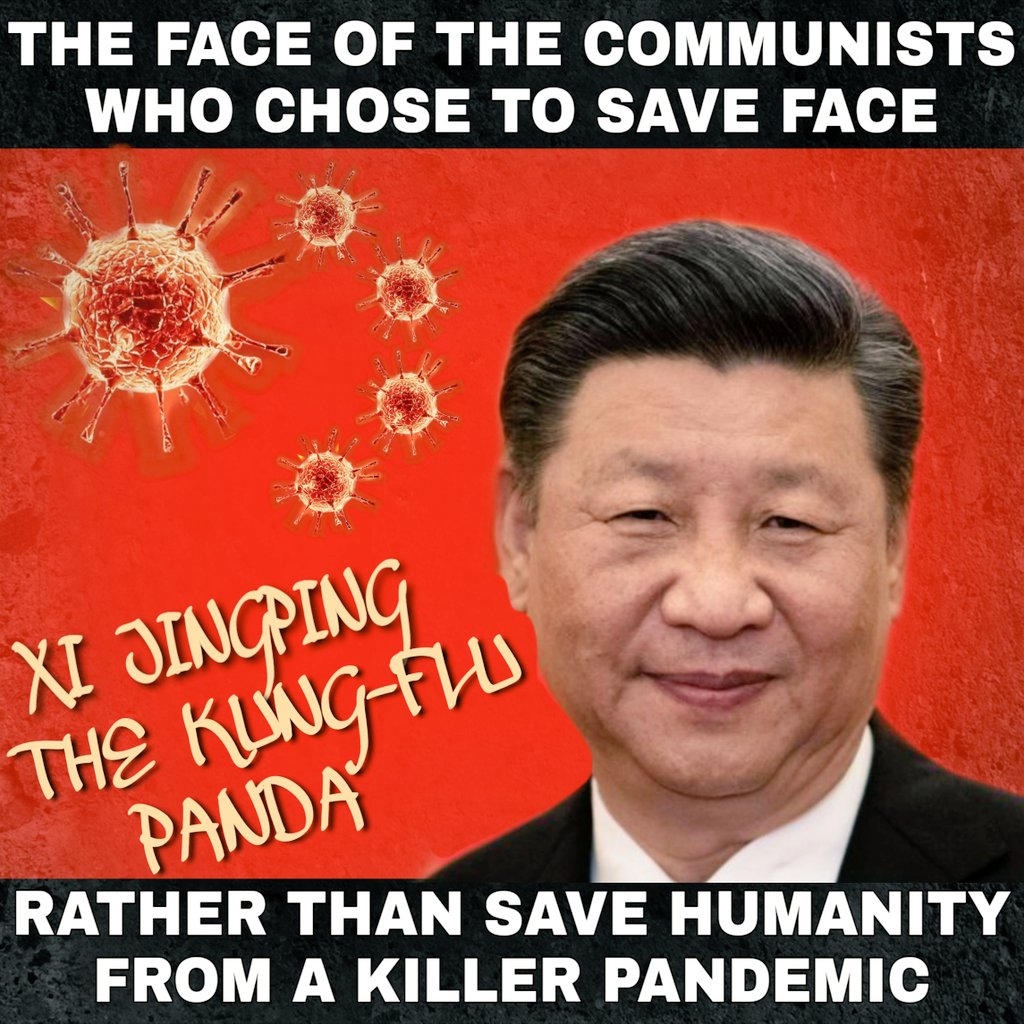 THE FACE OF THE COMMUNISTS
WHO CHOSE TO SAVE FACE
XI JINGPING
THE KUNG-FLU
PANDA
RATHER THAN SAVE HUMANITY
FROM A KILLER PANDEMIC